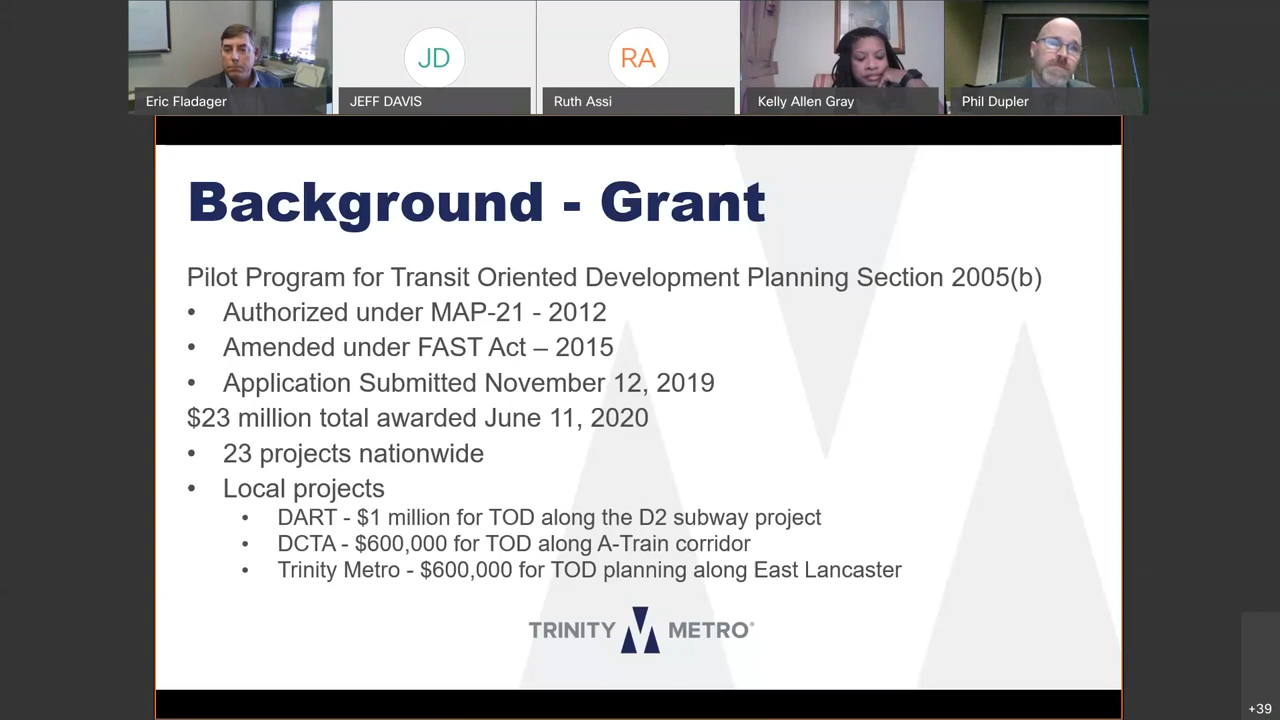 JD
RA
Eric Fladager
JEFF DAVIS
Ruth Assi
Kelly Allen Gray
Phil Dupler
Background - Grant
Pilot Program for Transit Oriented Development Planning Section 2005(b)
• Authorized under MAP-21 - 2012
• Amended under FAST Act – 2015
• Application Submitted November 12, 2019
$23 million total awarded June 11, 2020
• 23 projects nationwide
• Local projects
• DART - $1 million for TOD along the D2 subway project
• DCTA - $600,000 for TOD along A-Train corridor
• Trinity Metro - $600,000 for TOD planning along East Lancaster
TRINITY METRO®
+39